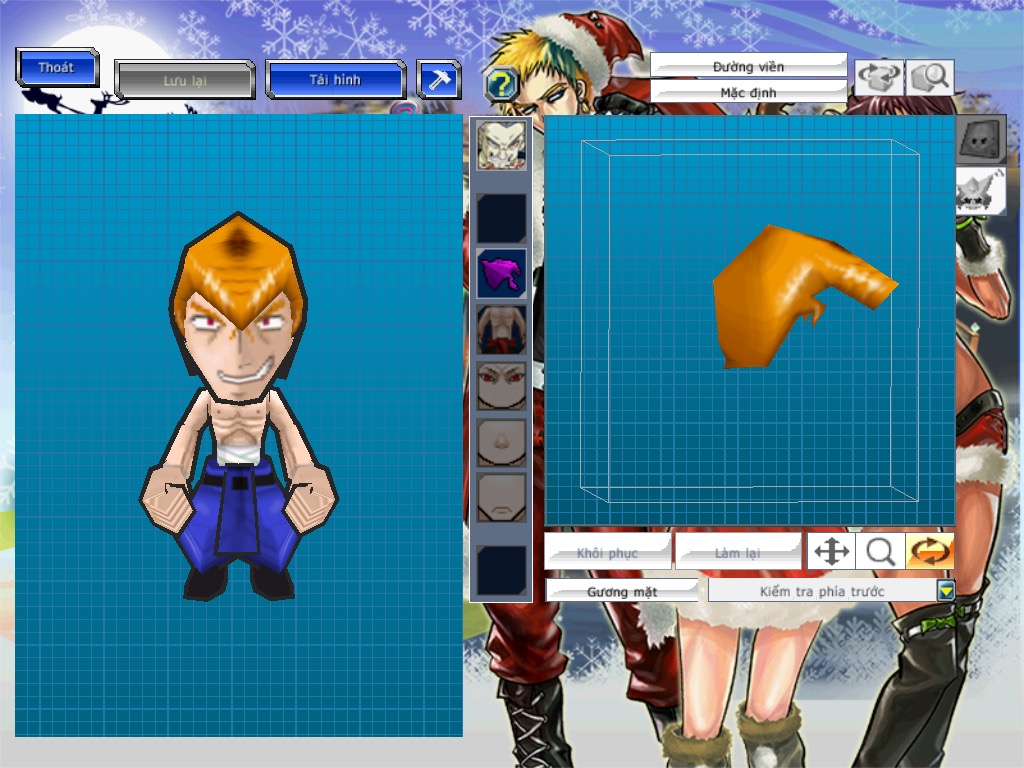 Thoát
Lưu lại
Tải hình
Đường viền
Mặc định
Khôi phục
Làm lại
Gương mặt
Kiểm tra phía trước